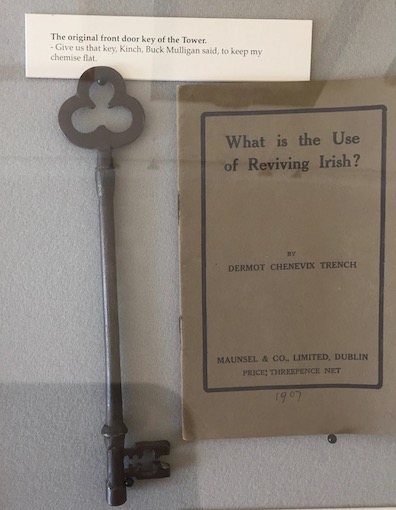 The original front door key of the Tower.
- Give us that key, Kinch, Buck Mulligan said, to keep my
chemise flat.
What is the Use
of Reviving Irish?
BY
DERMOT CHENEVIX TRENCH
MAUNSEL & CO., LIMITED, DUBLIN
PRICE THREEPENCE NET
1907